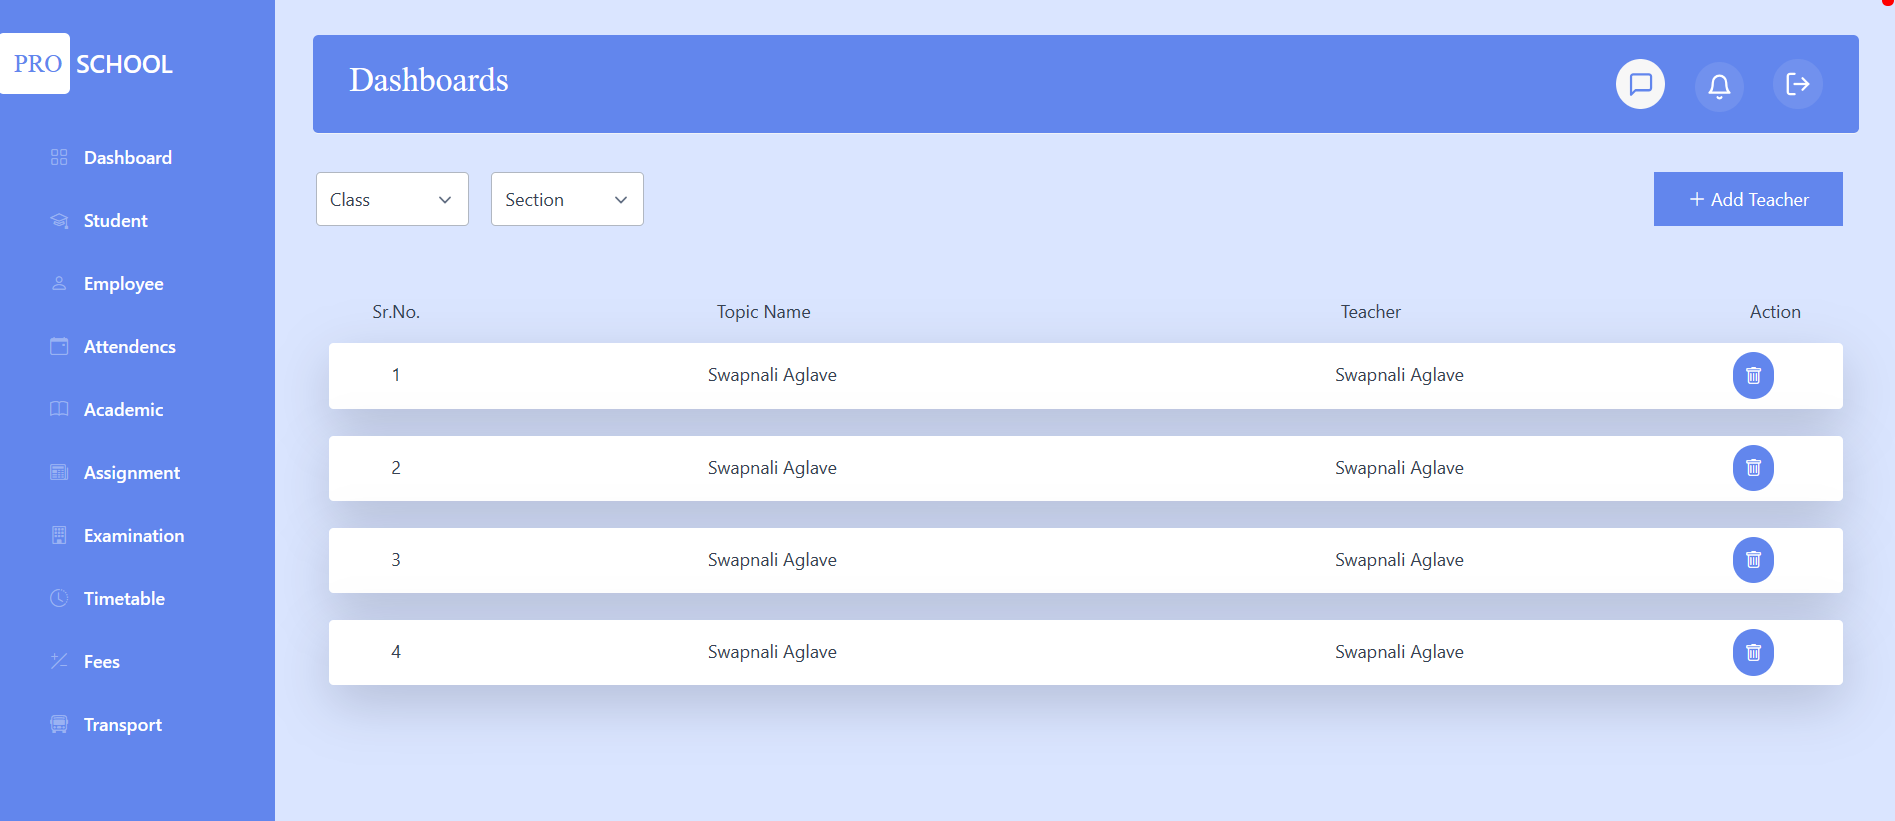 PRO SCHOOL
Dashboards
Dashboard
Student
Employee
Attendencs
Academic
Assignment
Examination
Timetable
Fees
Transport
Class Section + Add Teacher
Sr.No. Topic Name Teacher Action
1 Swapnali Aglave Swapnali Aglave
2 Swapnali Aglave Swapnali Aglave
3 Swapnali Aglave Swapnali Aglave
4 Swapnali Aglave Swapnali Aglave